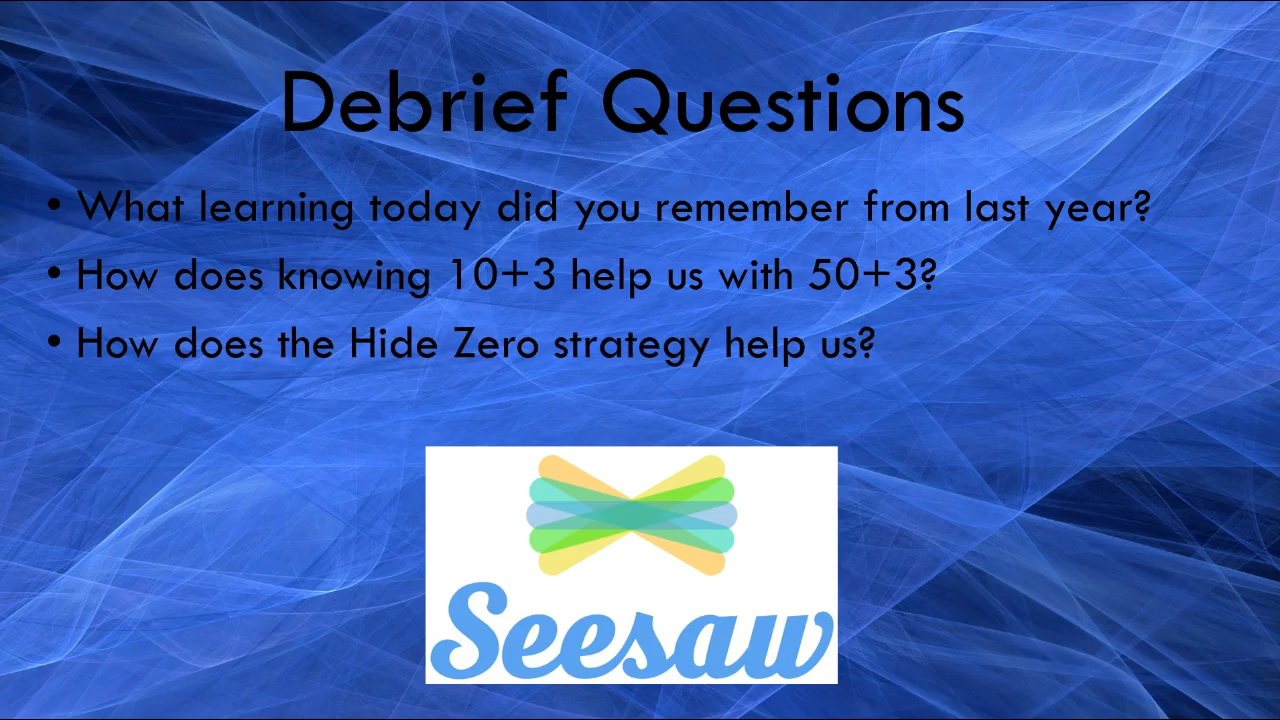 Debrief Questions
• What learning today did you remember from last year?
• How does knowing 10+3 help us with 50+3?
• How does the Hide Zero strategy help us?
Seesaw